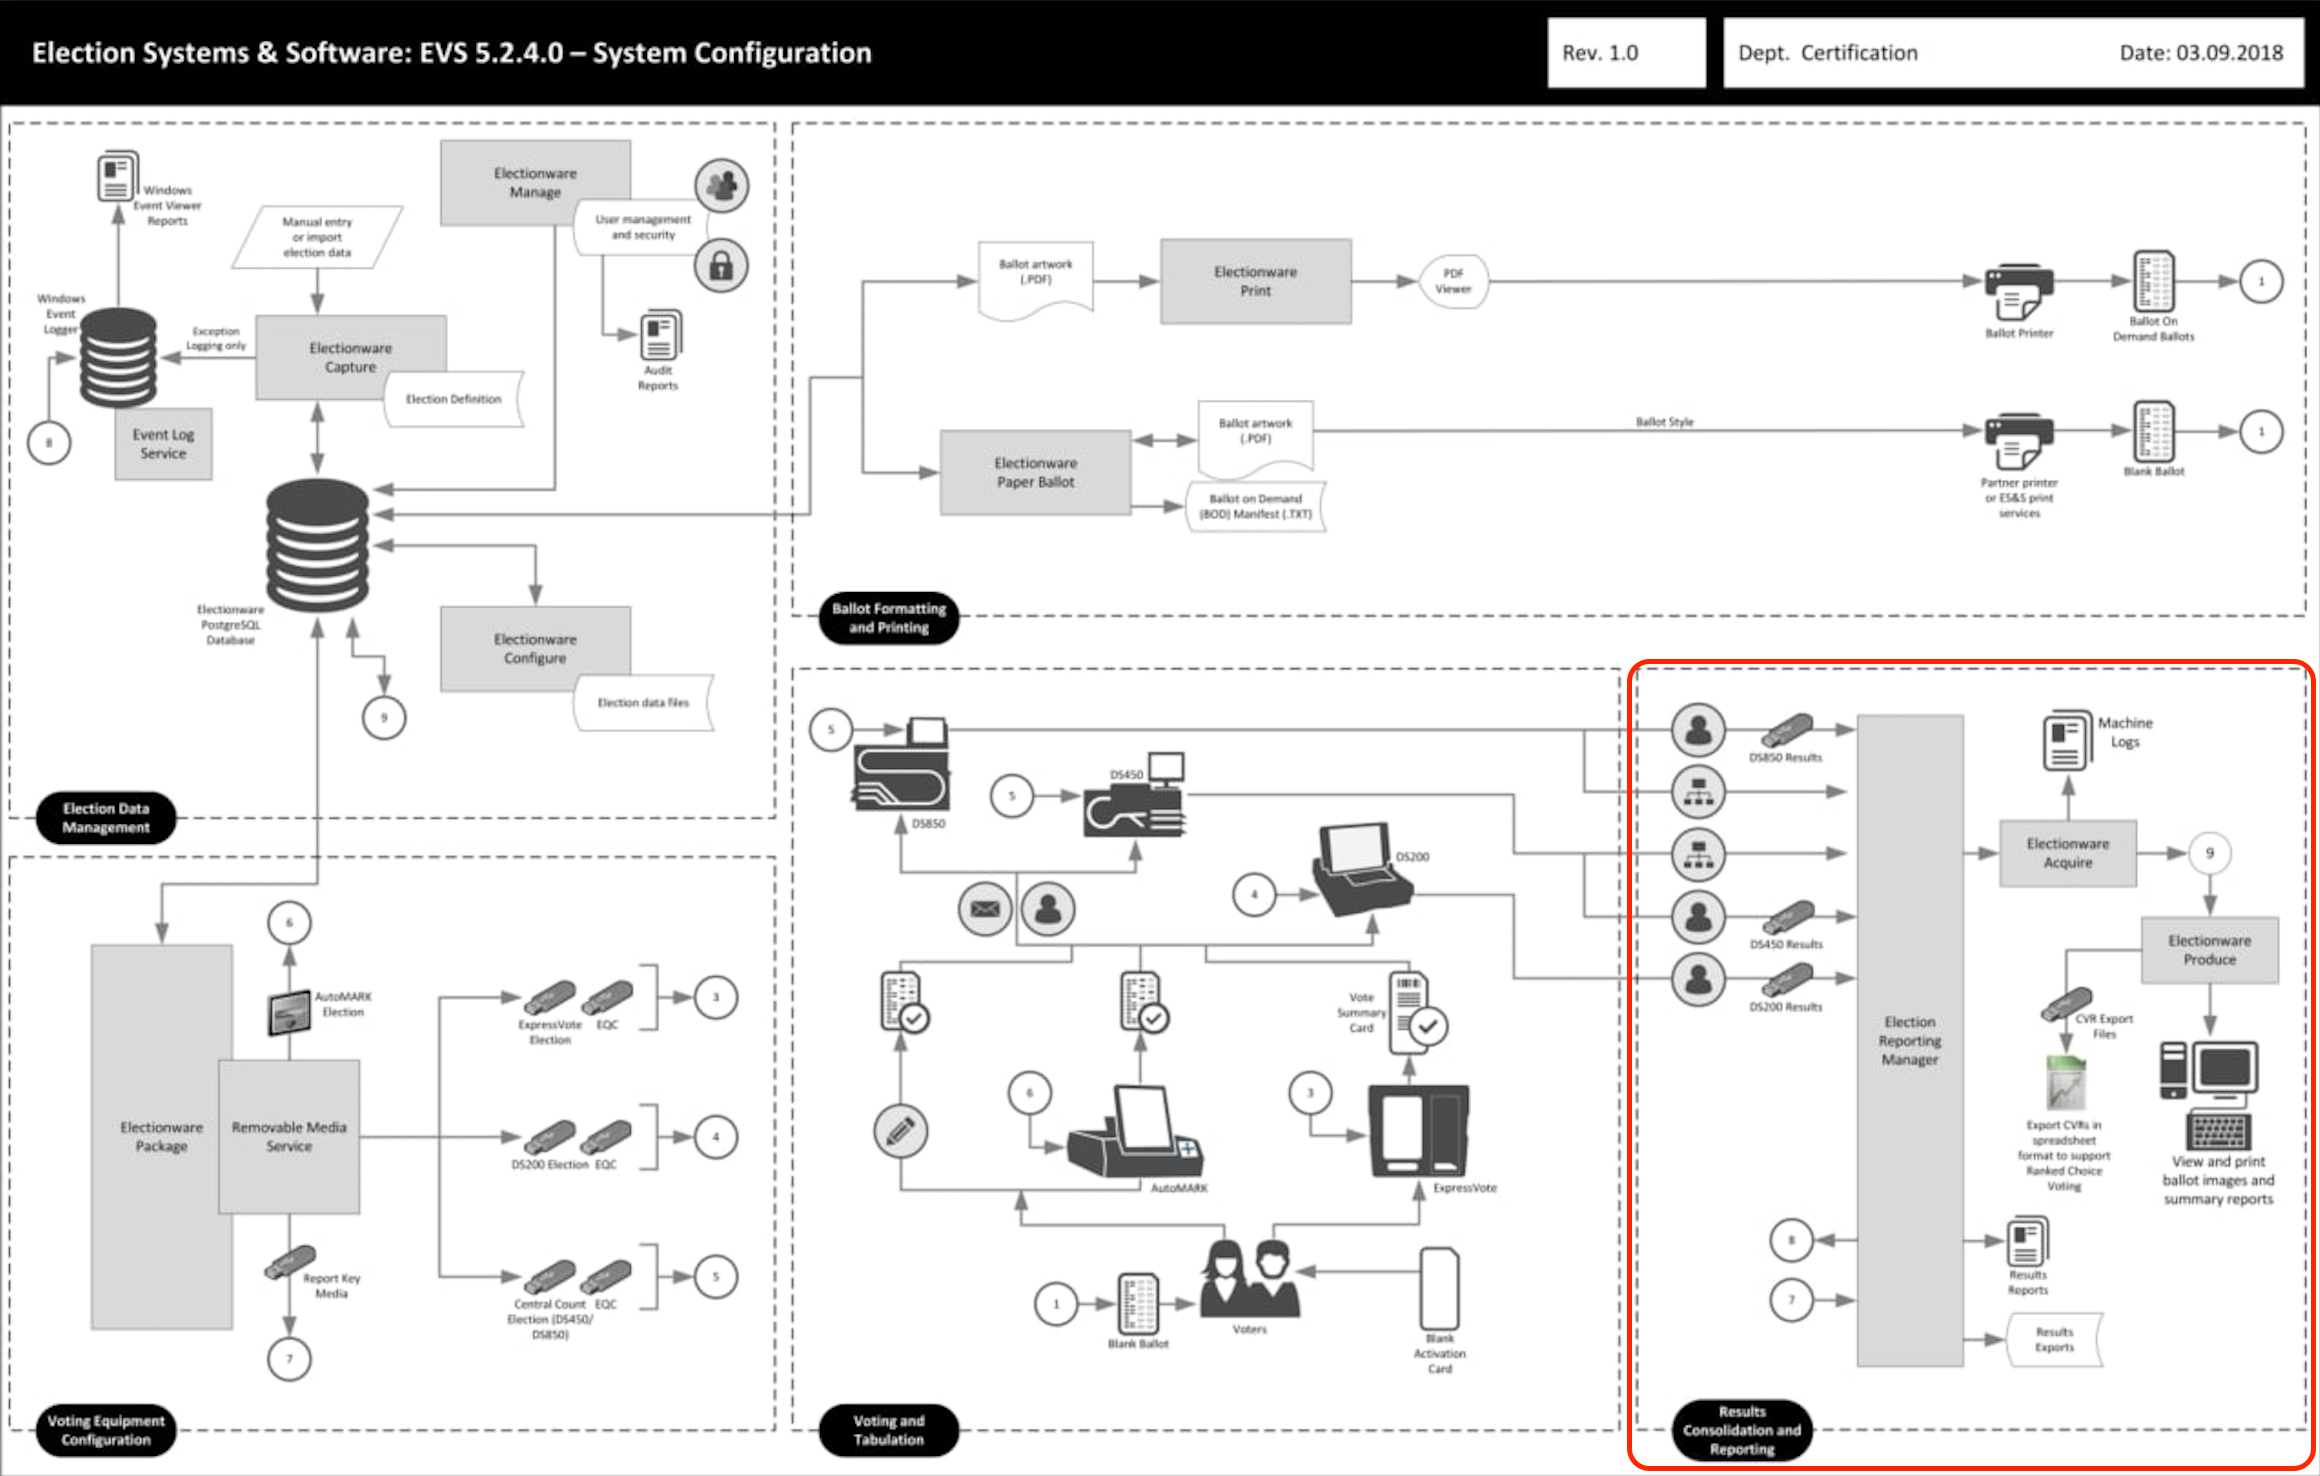 Election Systems & Software: EVS 5.2.4.0 – System Configuration
Rev. 1.0
Dept. Certification
Date: 03.09.2018
Windows
Event Viewer
Reports
Manual entry
or import
election data
Electionware
Manage
User management
and security
Windows
Event
Logger
Exception
Logging only
Electionware
Capture
Election Definition
Audit
Reports
8
Event Log
Service
Electionware
PostgreSQL
Database
Electionware
Configure
Election data files
9
Election Data
Management
Ballot artwork
(.PDF)
Electionware
Print
PDF
Viewer
Ballot Printer
Ballot On
Demand Ballots
1
Electionware
Paper Ballot
Ballot artwork
(.PDF)
Ballot on Demand
(BOD) Manifest (.TXT)
Ballot Style
Partner printer
or ES&S print
services
Blank Ballot
1
Ballot Formatting
and Printing
6
AutoMARK
Election
Electionware
Package
Removable Media
Service
ExpressVote
Election
EQC
3
DS200 Election
EQC
4
Central Count
Election (DS450/
DS850)
EQC
5
Report Key
Media
7
Voting Equipment
Configuration
5
DS850
5
DS450
4
DS200
Vote
Summary
Card
6
AutoMARK
3
ExpressVote
1
Blank Ballot
Voters
Blank
Activation
Card
Voting and
Tabulation
DS850 Results
DS450 Results
DS200 Results
Election
Reporting
Manager
Machine
Logs
Electionware
Acquire
9
Electionware
Produce
CVR Export
Files
Export CVRs in
spreadsheet
format to support
Ranked Choice
Voting
View and print
ballot images and
summary reports
8
7
Results
Reports
Results
Exports
Results
Consolidation and
Reporting